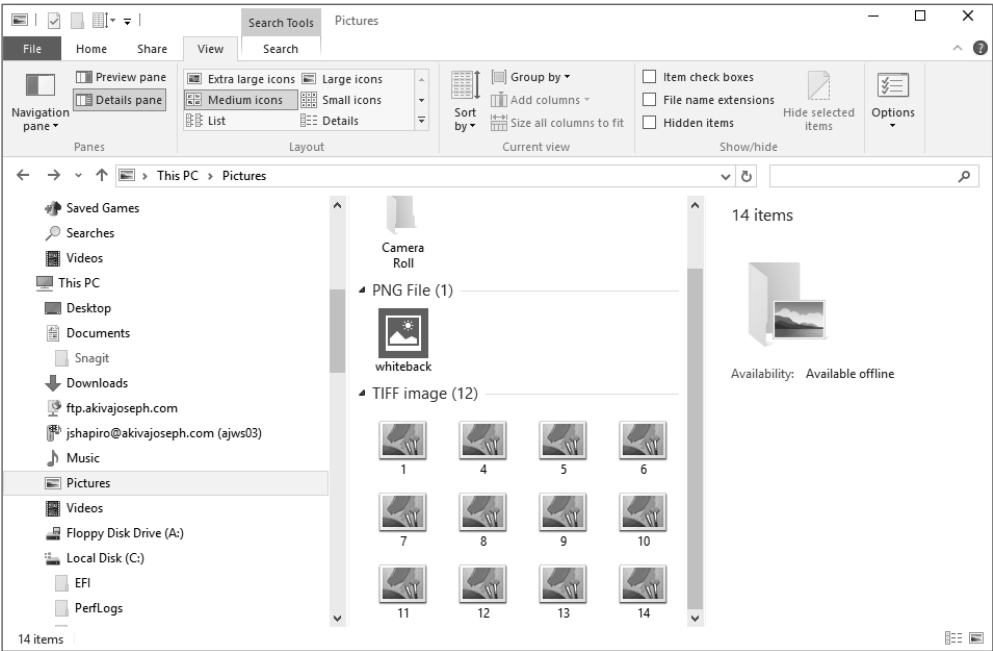 Search Tools Pictures
File Home Share View Search
Navigation pane
Preview pane
Details pane
Panes
Extra large icons Large icons
Medium icons Small icons
List Details
Layout
Sort by
Group by
Add columns
Size all columns to fit
Current view
Item check boxes
File name extensions
Hidden items
Hide selected items
Show/hide
Options
This PC > Pictures
Saved Games
Searches
Videos
This PC
Desktop
Documents
Snagit
Downloads
ftp.akivajoseph.com
jshapiro@akivajoseph.com (ajws03)
Music
Pictures
Videos
Floppy Disk Drive (A:)
Local Disk (C:)
EFI
PerfLogs
Camera
Roll
PNG File (1)
whiteback
TIFF image (12)
1 4 5 6
7 8 9 10
11 12 13 14
14 items
Availability: Available offline
14 items